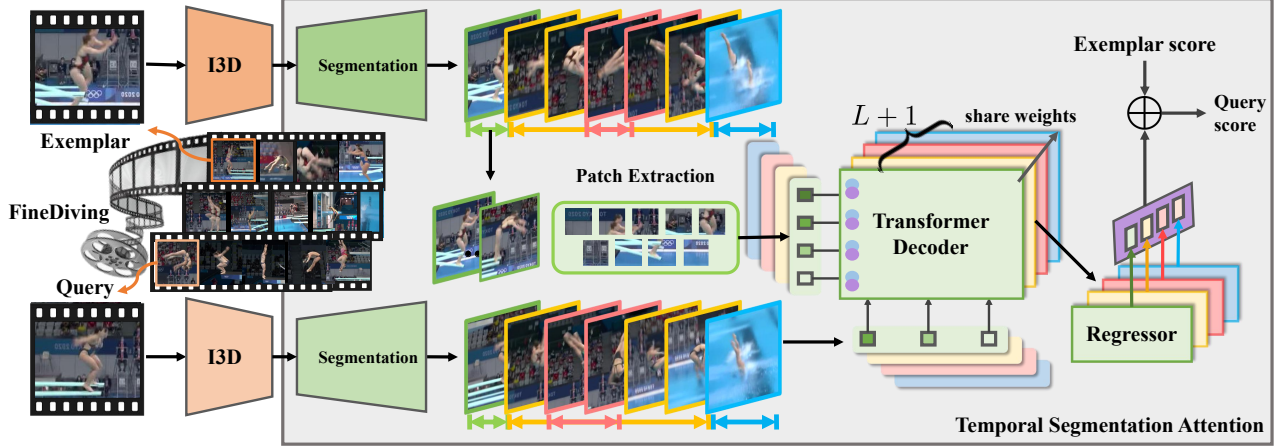 I3D
Segmentation
Exemplar
FineDiving
Query
I3D
Segmentation
Patch Extraction
L + 1
share weights
Transformer
Decoder
Exemplar score
Query
score
Regressor
Temporal Segmentation Attention